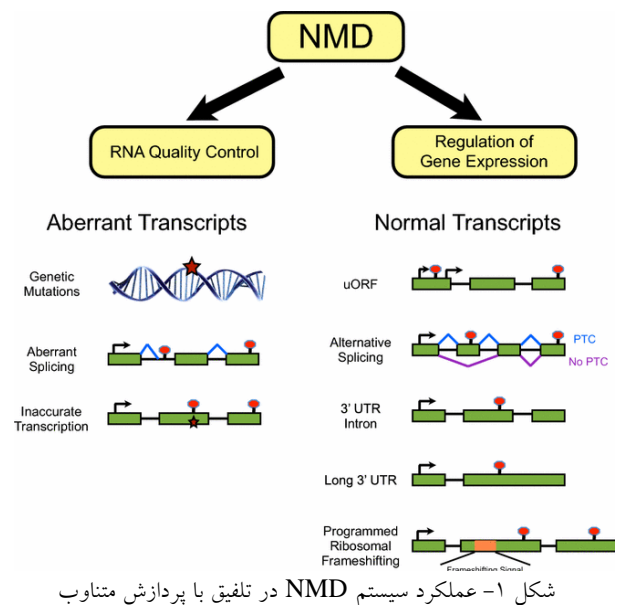 NMD
RNA Quality Control
Regulation of
Gene Expression
Aberrant Transcripts
Normal Transcripts
Genetic
Mutations
Aberrant
Splicing
Inaccurate
Transcription
uORF
Alternative
Splicing
PTC
No PTC
3' UTR
Intron
Long 3' UTR
Programmed
Ribosomal
Frameshifting
Frameshifting Signal
شکل ۱- عملکرد سیستم NMD در تلفیق با پردازش متناوب